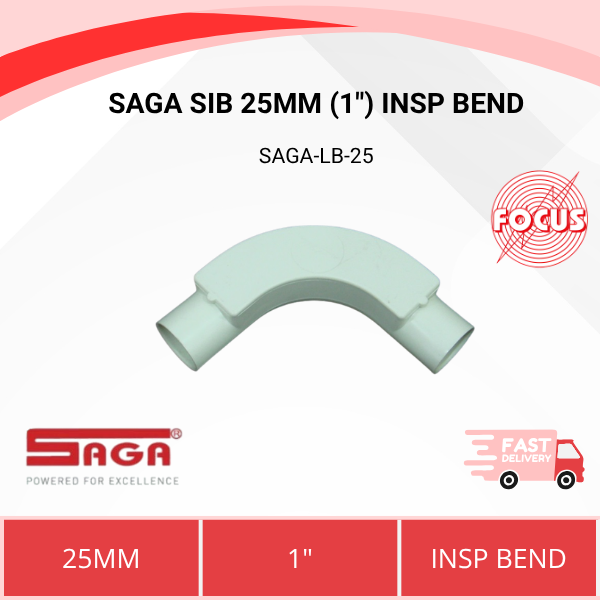 SAGA SIB 25MM (1") INSP BEND
SAGA-LB-25
FOCUS
SAGA®
POWERED FOR EXCELLENCE
FAST
DELIVERY
25MM
1"
INSP BEND